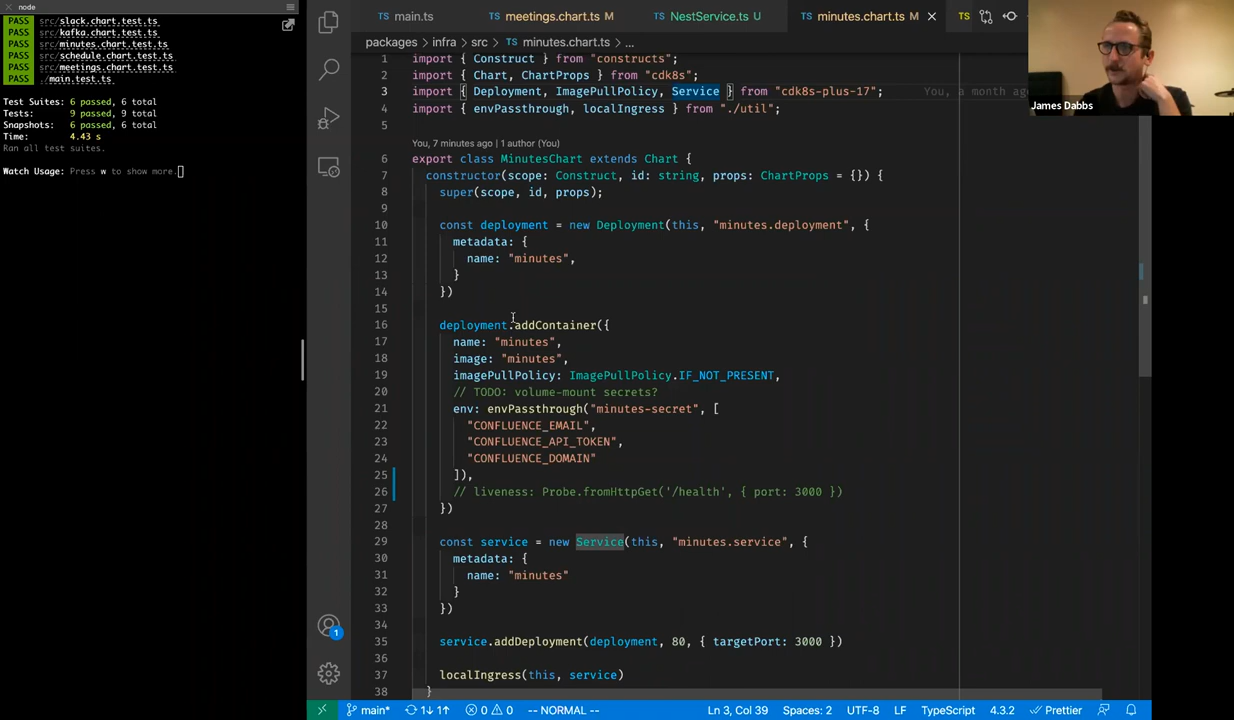 node
PASS src/slack.chart.test.ts
PASS src/kafka.chart.test.ts
PASS src/minutes.chart.test.ts
PASS src/schedule.chart.test.ts
PASS src/meetings.chart.test.ts
PASS ./main.test.ts
Test Suites: 6 passed, 6 total
Tests: 9 passed, 9 total
Snapshots: 6 passed, 6 total
Time: 4.43 s
Ran all test suites.
Watch Usage: Press w to show more.
main.ts
meetings.chart.ts M
NestService.ts U
minutes.chart.ts M
TS
packages > infra > src > minutes.chart.ts > ...
1 import { Construct } from "constructs";
2 import { Chart, ChartProps } from "cdk8s";
3 import { Deployment, ImagePullPolicy, Service } from "cdk8s-plus-17"; You, a month ago
4 import { envPassthrough, localIngress } from "./util";
5
You, 7 minutes ago | 1 author (You)
6 export class MinutesChart extends Chart {
7 constructor(scope: Construct, id: string, props: ChartProps = {}) {
8 super(scope, id, props);
9
10 const deployment = new Deployment(this, "minutes.deployment", {
11 metadata: {
12 name: "minutes",
13 }
14 })
15
16 deployment.addContainer({
17 name: "minutes",
18 image: "minutes",
19 imagePullPolicy: ImagePullPolicy.IF_NOT_PRESENT,
20 // TODO: volume-mount secrets?
21 env: envPassthrough("minutes-secret", [
22 "CONFLUENCE_EMAIL",
23 "CONFLUENCE_API_TOKEN",
24 "CONFLUENCE_DOMAIN"
25 ]),
26 // liveness: Probe.fromHttpGet('/health', { port: 3000 })
27 })
28
29 const service = new Service(this, "minutes.service", {
30 metadata: {
31 name: "minutes"
32 }
33 })
34
35 service.addDeployment(deployment, 80, { targetPort: 3000 })
36
37 localIngress(this, service)
38 }
James Dabbs
1
main* 1↓ 1↑ 0 0 -- NORMAL -- Ln 3, Col 39 Spaces: 2 UTF-8 LF TypeScript 4.3.2 Prettier